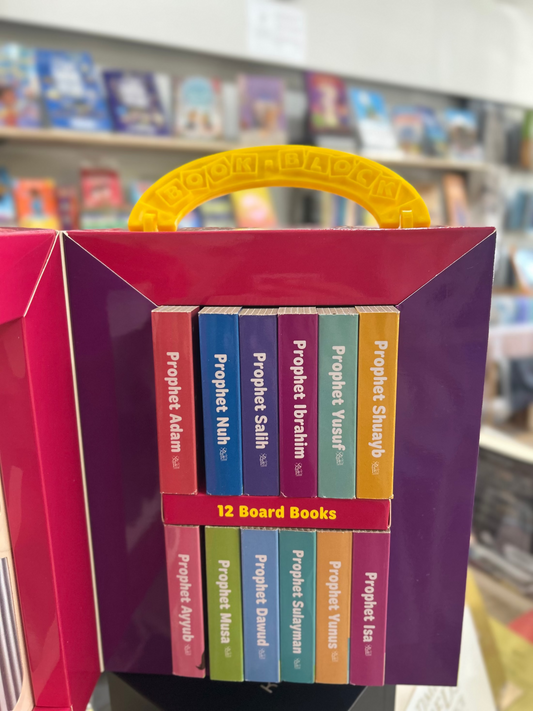 BOOK • BLOCK
Prophet Adam
Prophet Nuh
Prophet Salih
Prophet Ibrahim
Prophet Yusuf
Prophet Shuayb
12 Board Books
Prophet Ayyub
Prophet Musa
Prophet Dawud
Prophet Sulayman
Prophet Yunus
Prophet Isa